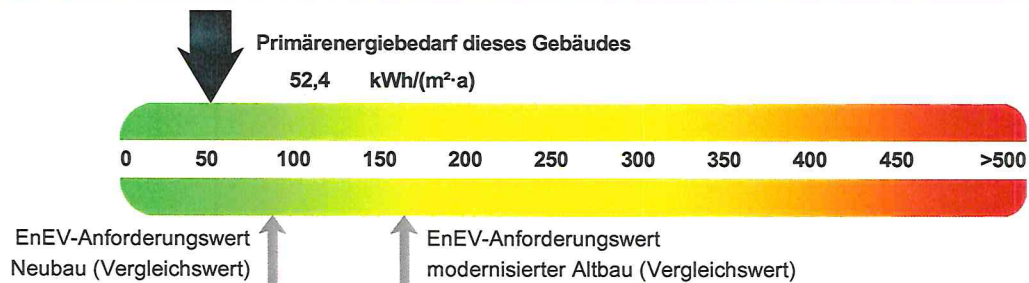 Primärenergiebedarf dieses Gebäudes
52,4 kWh/(m²·a)
0 50 100 150 200 250 300 350 400 450 >500
EnEV-Anforderungswert
Neubau (Vergleichswert)
EnEV-Anforderungswert
modernisierter Altbau (Vergleichswert)